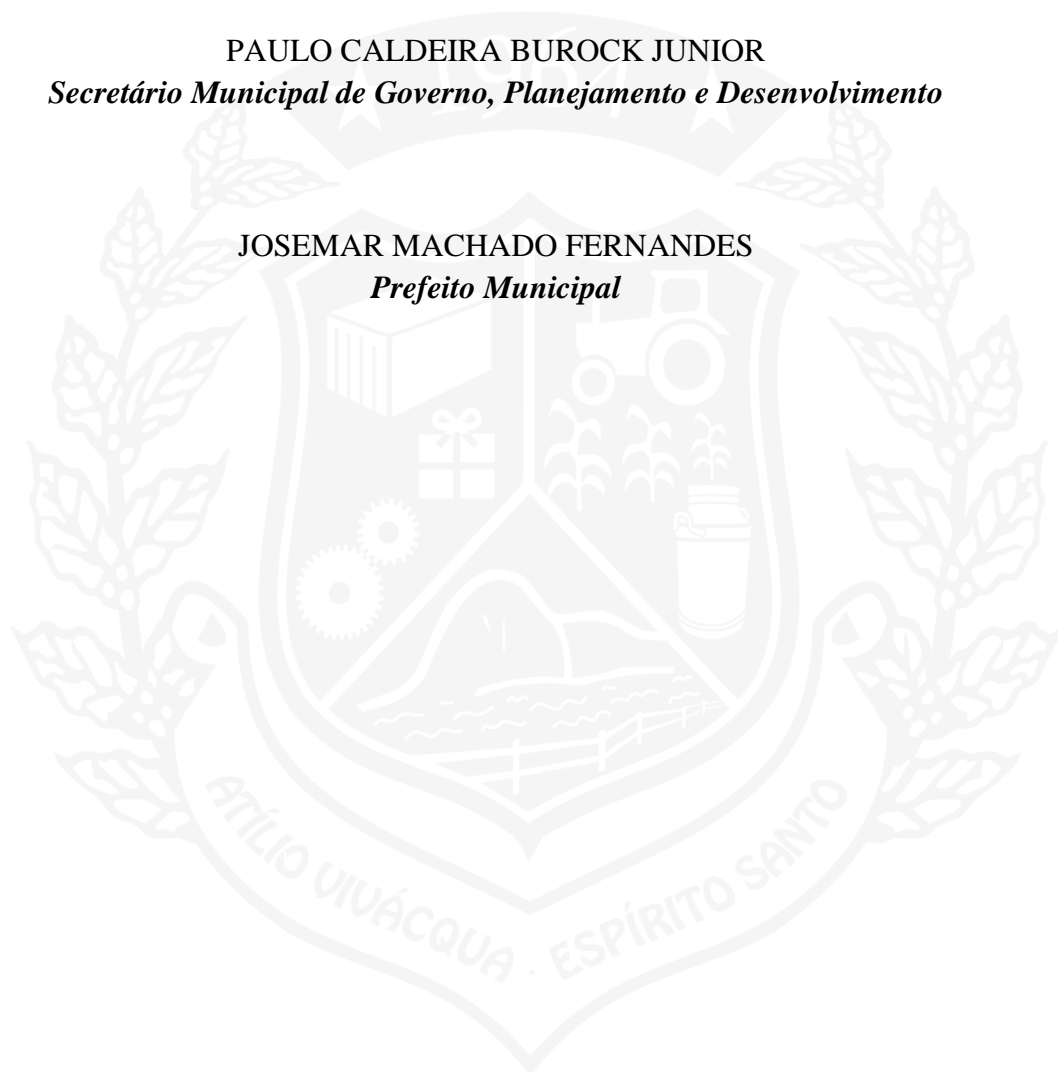 PAULO CALDEIRA BUROCK JUNIOR
Secretário Municipal de Governo, Planejamento e Desenvolvimento
JOSEMAR MACHADO FERNANDES
Prefeito Municipal
1964
ATÍLIO VIVÁCQUA · ESPÍRITO SANTO